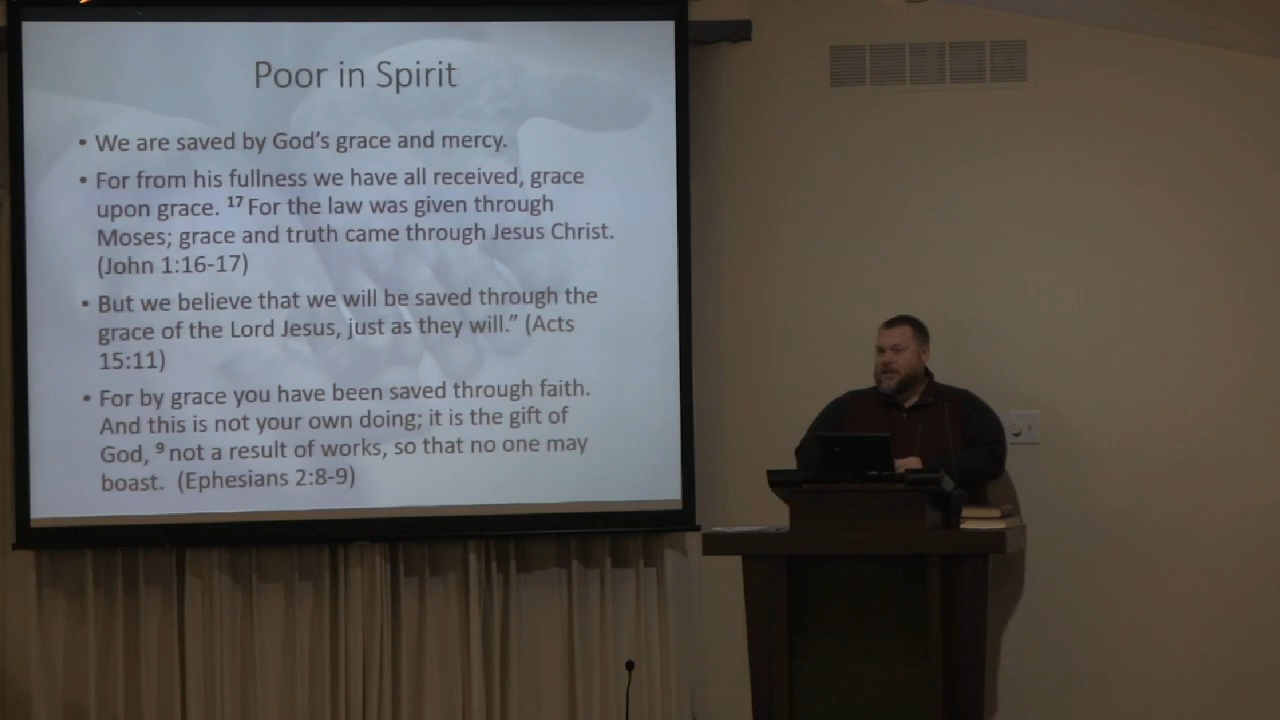 Poor in Spirit
• We are saved by God's grace and mercy.
• For from his fullness we have all received, grace
upon grace. ¹⁷ For the law was given through
Moses; grace and truth came through Jesus Christ.
(John 1:16-17)
• But we believe that we will be saved through the
grace of the Lord Jesus, just as they will.” (Acts
15:11)
• For by grace you have been saved through faith.
And this is not your own doing; it is the gift of
God, ⁹ not a result of works, so that no one may
boast. (Ephesians 2:8-9)